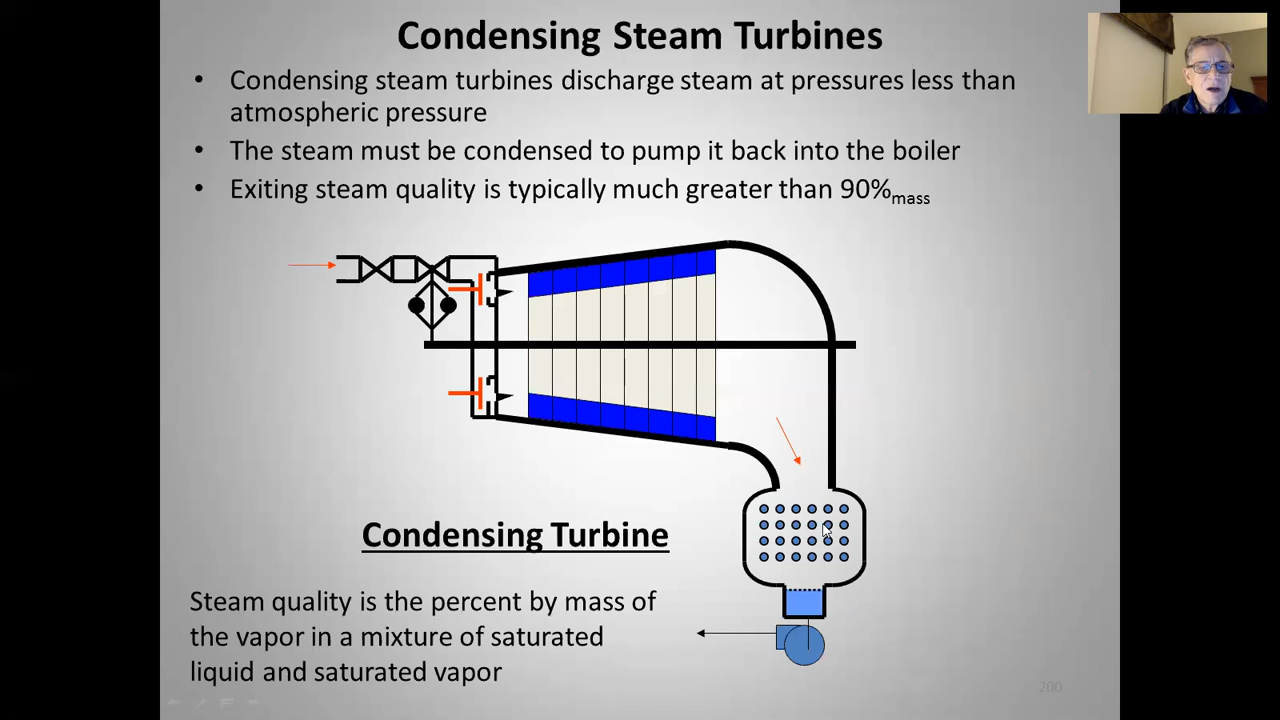 Condensing Steam Turbines
• Condensing steam turbines discharge steam at pressures less than
atmospheric pressure
• The steam must be condensed to pump it back into the boiler
• Exiting steam quality is typically much greater than 90%mass
Condensing Turbine
Steam quality is the percent by mass of
the vapor in a mixture of saturated
liquid and saturated vapor
200